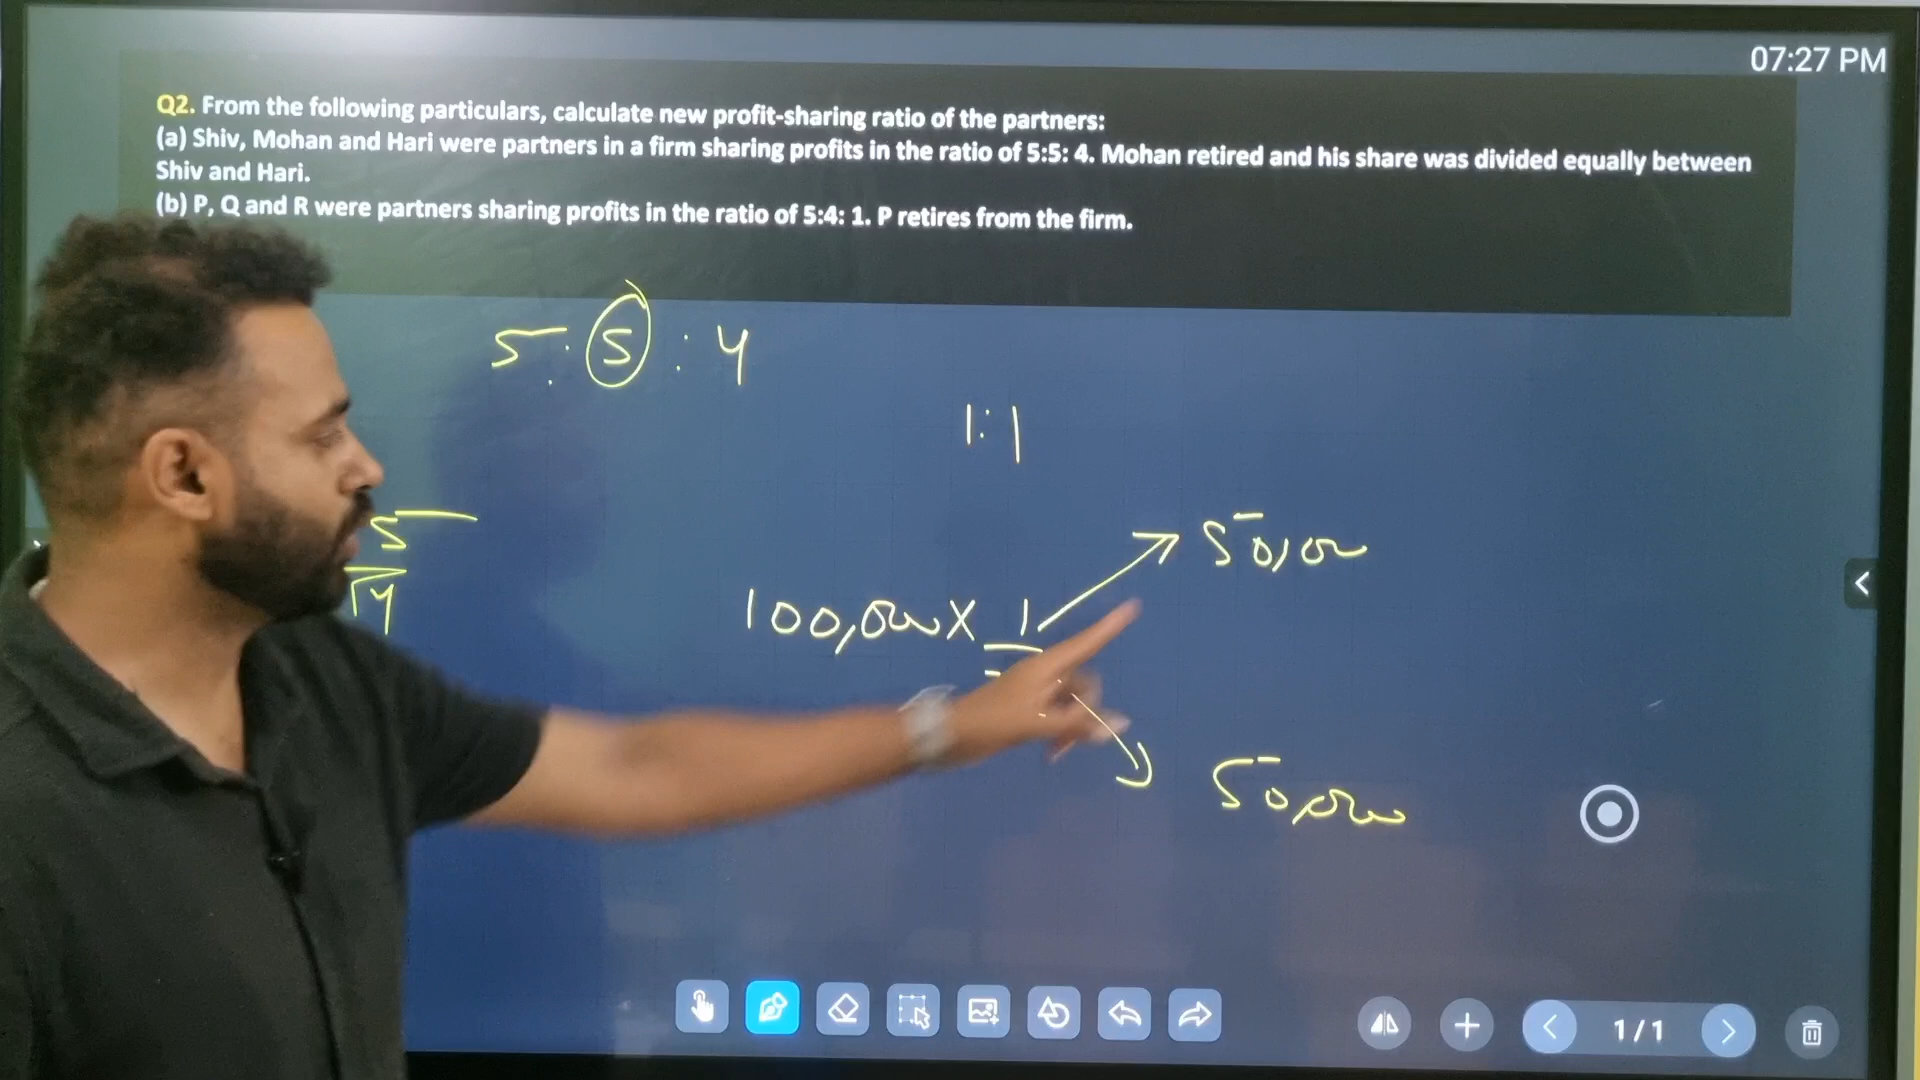 07:27 PM
Q2. From the following particulars, calculate new profit-sharing ratio of the partners:
(a) Shiv, Mohan and Hari were partners in a firm sharing profits in the ratio of 5:5: 4. Mohan retired and his share was divided equally between
Shiv and Hari.
(b) P, Q and R were partners sharing profits in the ratio of 5:4: 1. P retires from the firm.
5 : 5 : 4
1:1
5
14
50,00
100,000 X 1
50,000
1 / 1